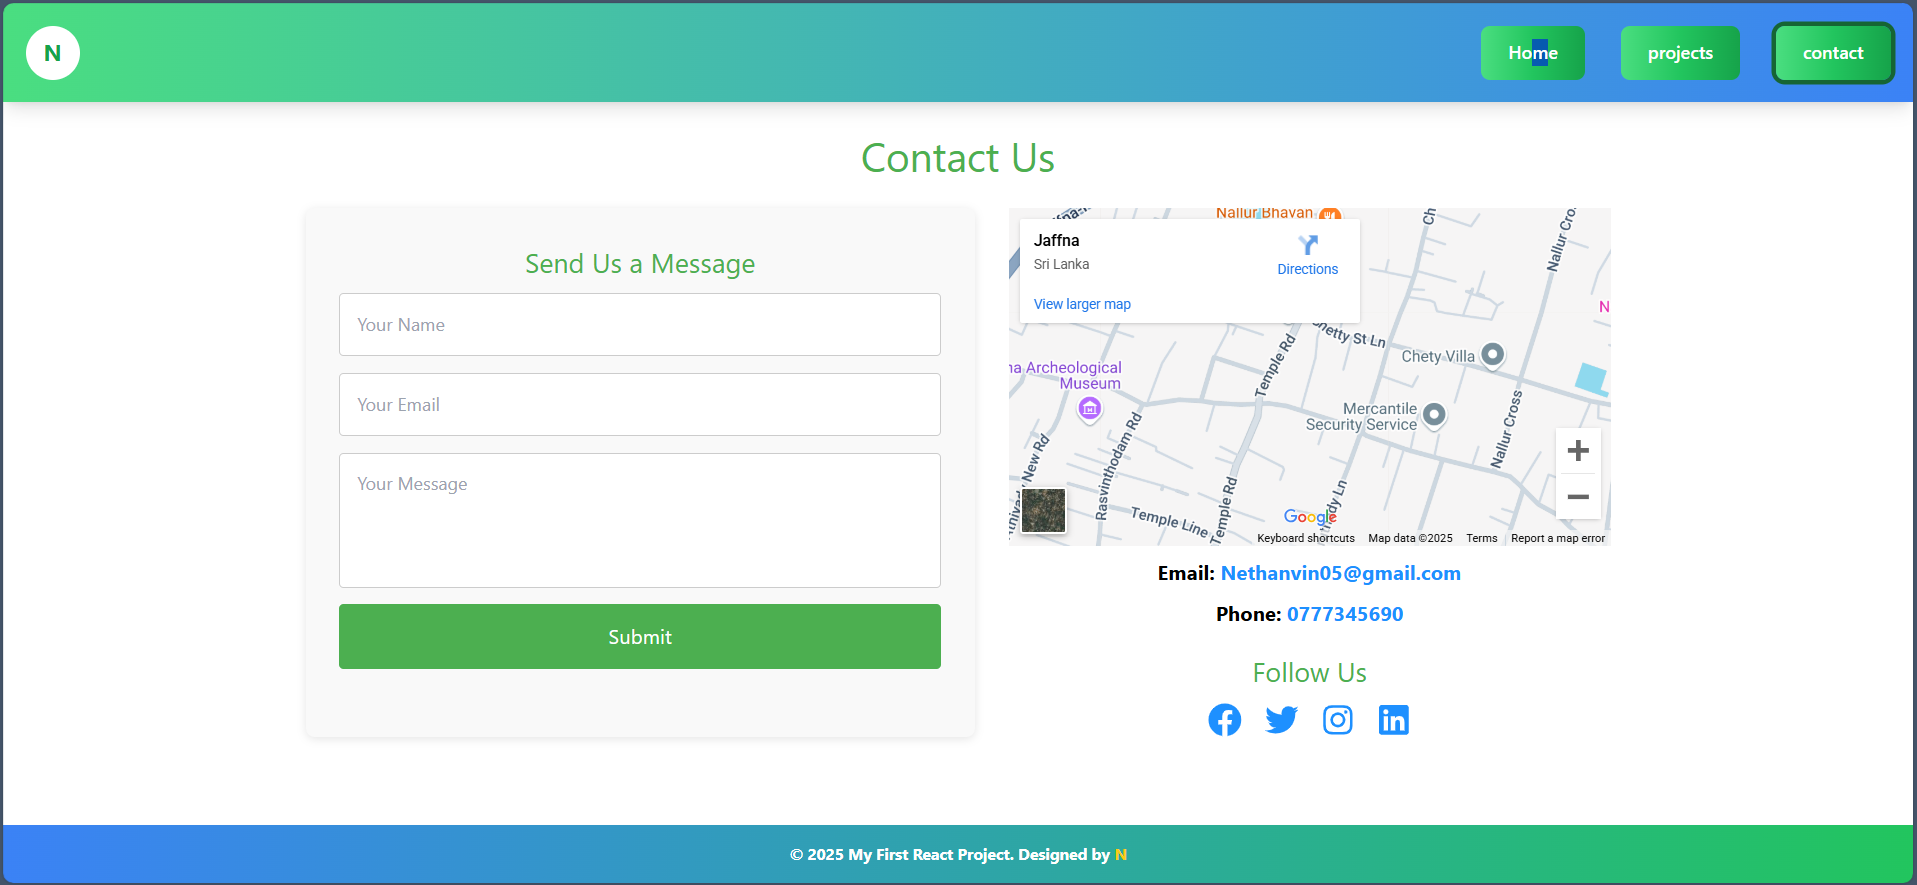 N
Home
projects
contact
Contact Us
Send Us a Message
Your Name
Your Email
Your Message
Submit
Nallur Bhavan
Jaffna
Sri Lanka
Directions
View larger map
Ch
Nallur Cro
N
Chetty St Ln
Chety Villa
Temple Rd
na Archeological
Museum
Mercantile
Security Service
Nallur Cross
Rasvinthodam Rd
New Rd
Temple Line
Temple Rd
dy Ln
Google
Keyboard shortcuts
Map data ©2025
Terms
Report a map error
Email: Nethanvin05@gmail.com
Phone: 0777345690
Follow Us
© 2025 My First React Project. Designed by N